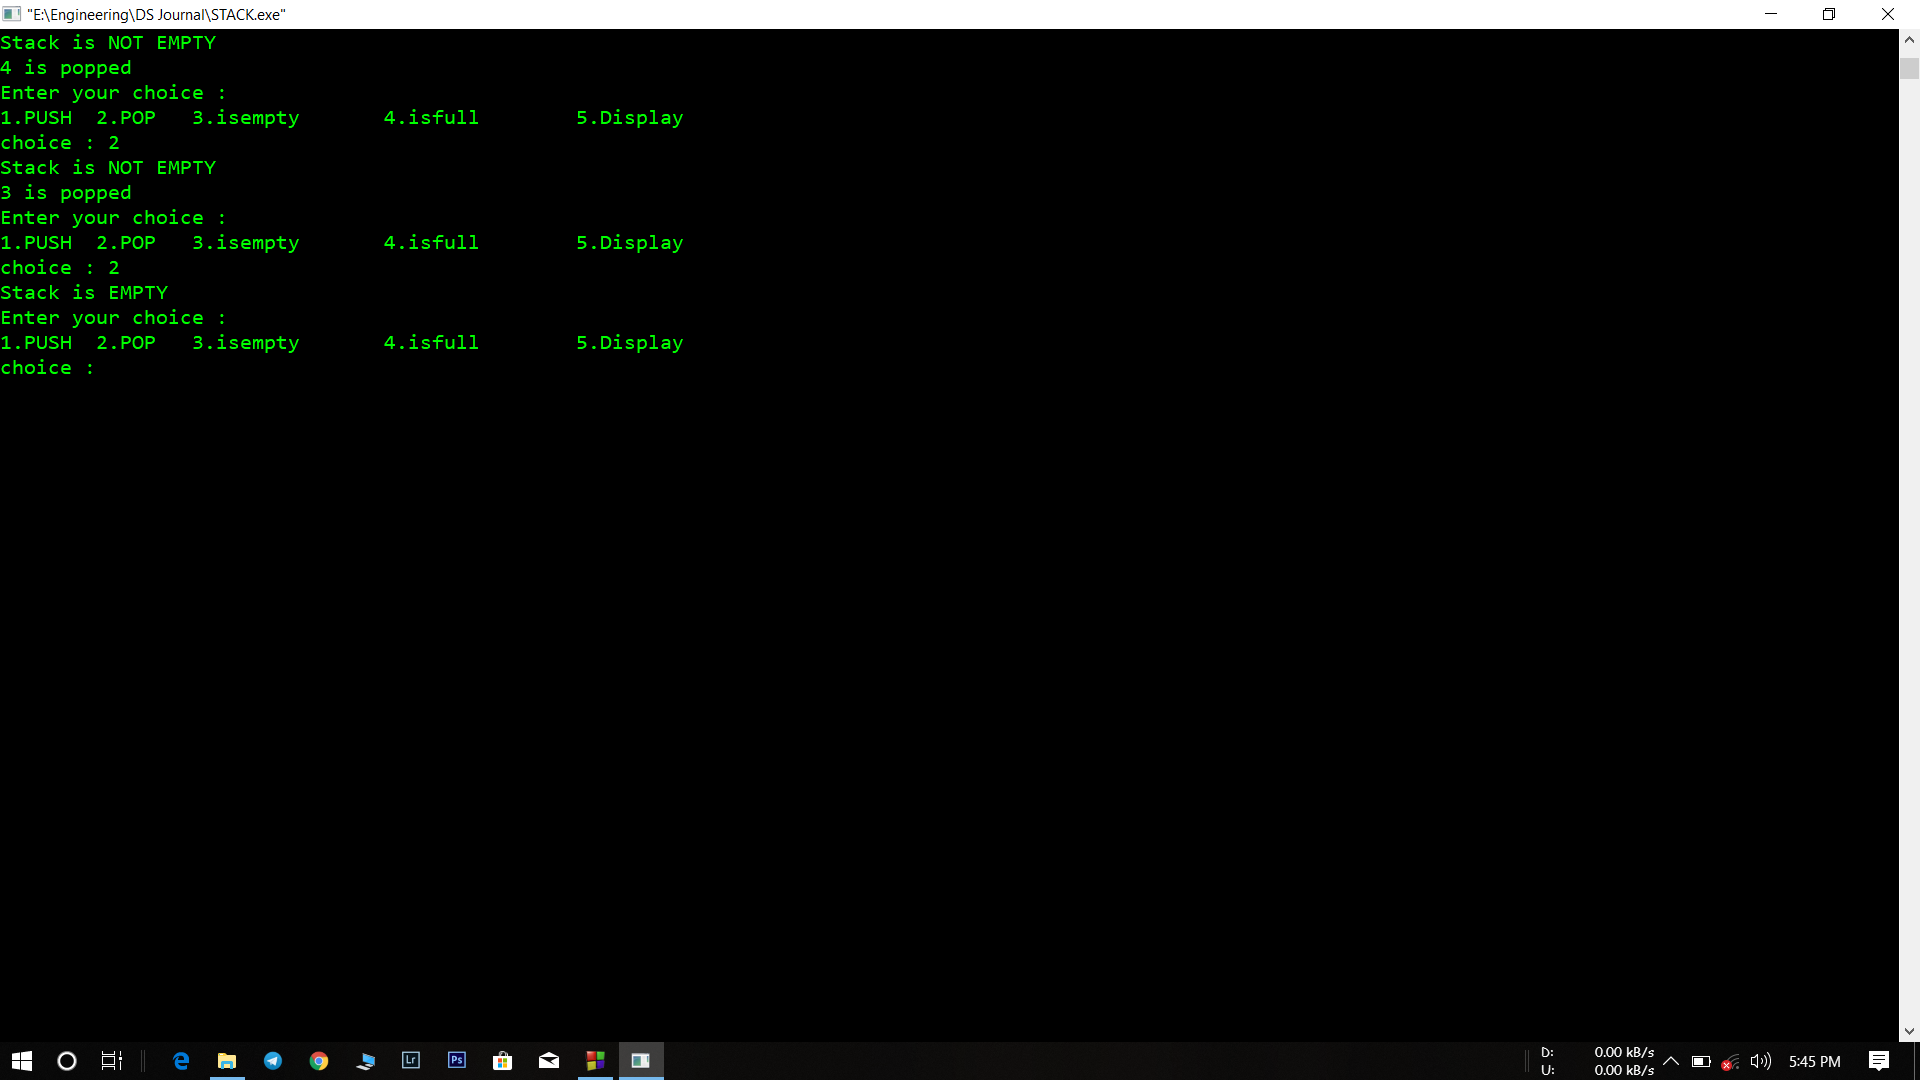 "E:\Engineering\DS Journal\STACK.exe"
Stack is NOT EMPTY
4 is popped
Enter your choice :
1.PUSH  2.POP   3.isempty       4.isfull        5.Display
choice : 2
Stack is NOT EMPTY
3 is popped
Enter your choice :
1.PUSH  2.POP   3.isempty       4.isfull        5.Display
choice : 2
Stack is EMPTY
Enter your choice :
1.PUSH  2.POP   3.isempty       4.isfull        5.Display
choice :
Lr
Ps
D: 0.00 kB/s
U: 0.00 kB/s
5:45 PM